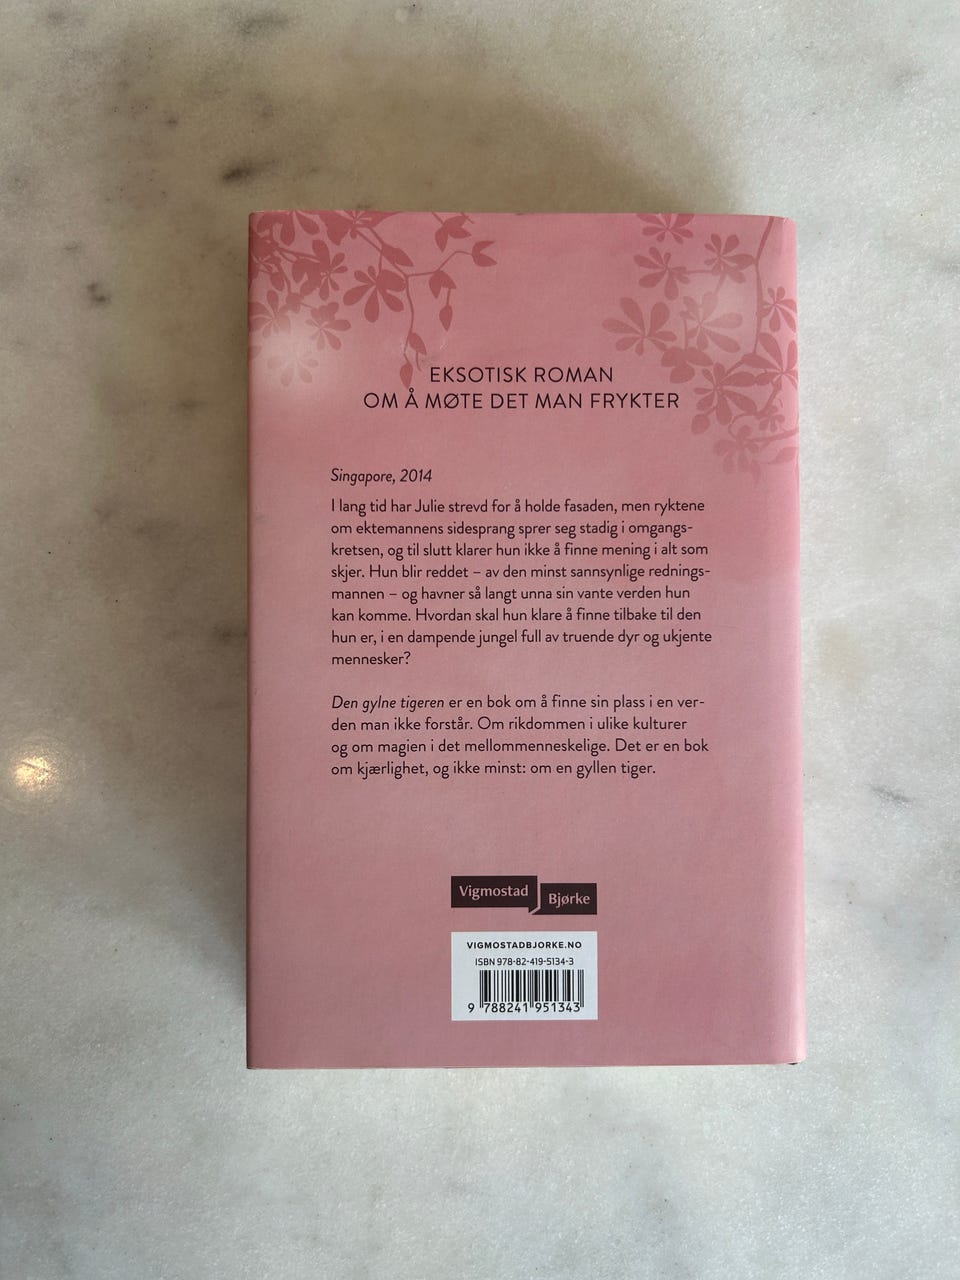 EKSOTISK ROMAN
OM Å MØTE DET MAN FRYKTER
Singapore, 2014
I lang tid har Julie strevd for å holde fasaden, men ryktene
om ektemannens sidesprang sprer seg stadig i omgangs-
kretsen, og til slutt klarer hun ikke å finne mening i alt som
skjer. Hun blir reddet – av den minst sannsynlige rednings-
mannen – og havner så langt unna sin vante verden hun
kan komme. Hvordan skal hun klare å finne tilbake til den
hun er, i en dampende jungel full av truende dyr og ukjente
mennesker?
Den gylne tigeren er en bok om å finne sin plass i en ver-
den man ikke forstår. Om rikdommen i ulike kulturer
og om magien i det mellommenneskelige. Det er en bok
om kjærlighet, og ikke minst: om en gyllen tiger.
Vigmostad
Bjørke
VIGMOSTADBJORKE.NO
ISBN 978-82-419-5134-3
9 788241 951343